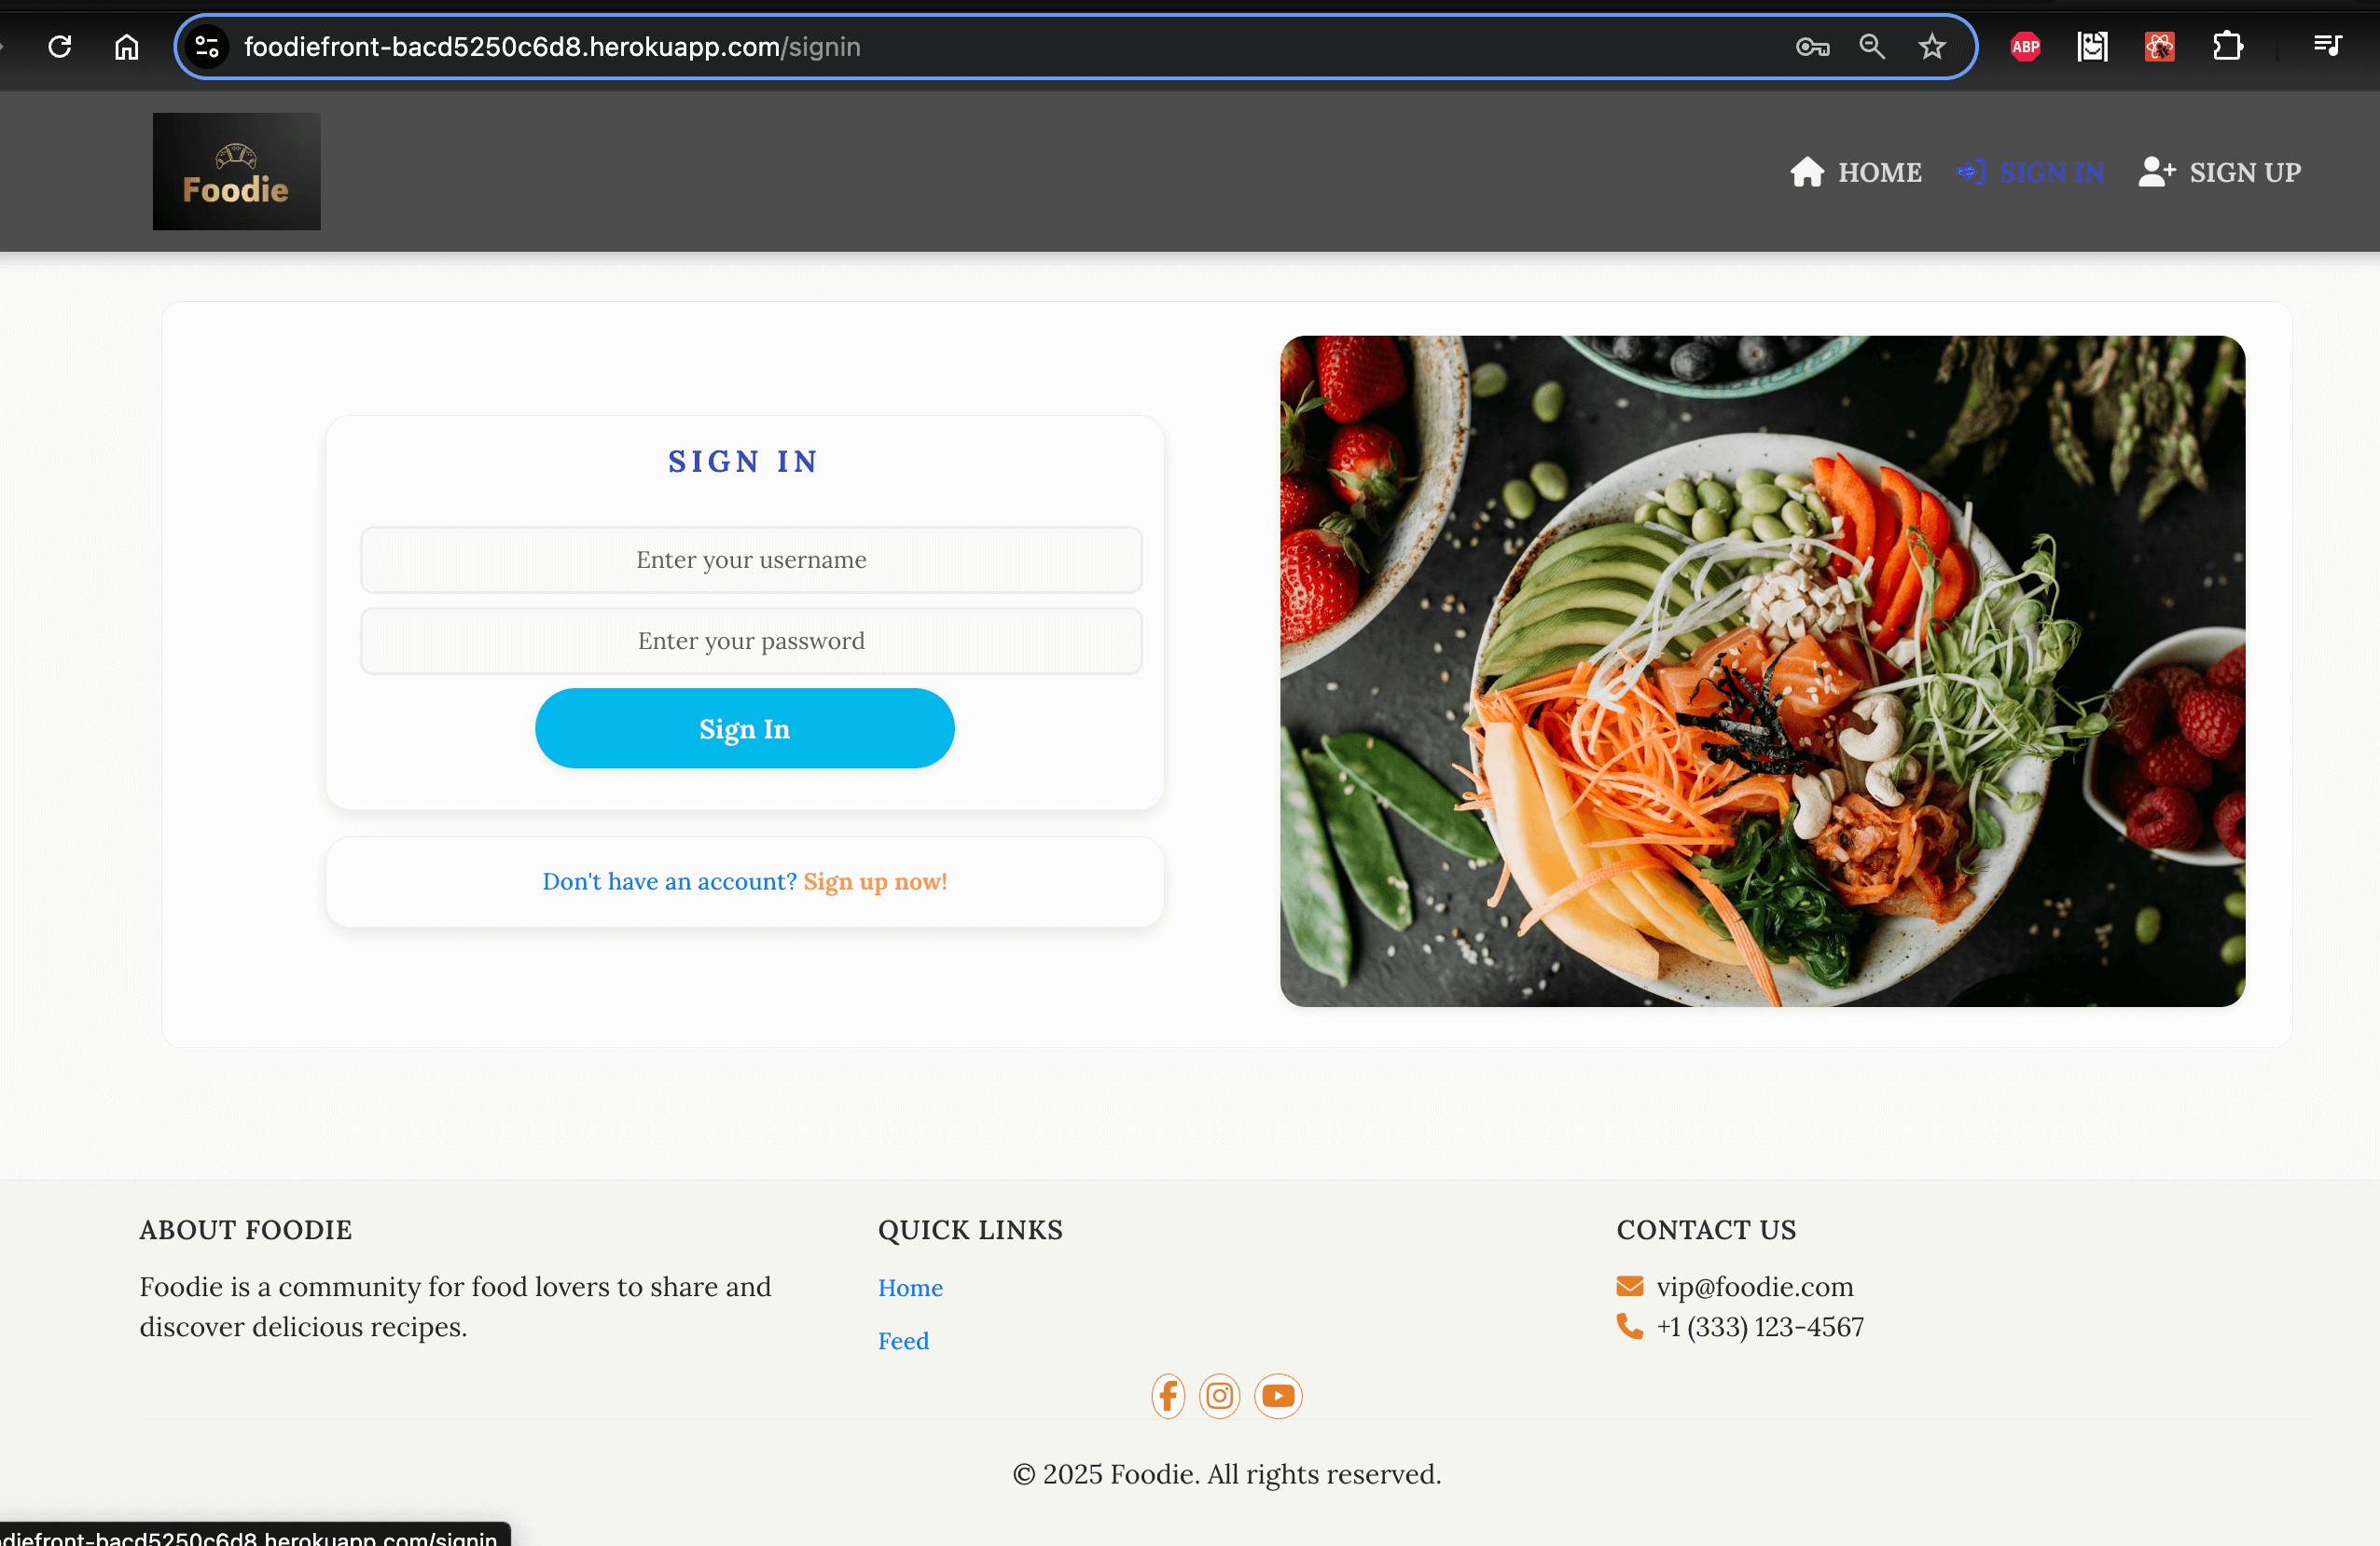 foodiefront-bacd5250c6d8.herokuapp.com/signin
ABP
Foodie
HOME
SIGN IN
SIGN UP
SIGN IN
Enter your username
Enter your password
Sign In
Don't have an account? Sign up now!
ABOUT FOODIE
Foodie is a community for food lovers to share and
discover delicious recipes.
QUICK LINKS
Home
Feed
CONTACT US
vip@foodie.com
+1 (333) 123-4567
© 2025 Foodie. All rights reserved.
odiefront-bacd5250c6d8.herokuapp.com/signin